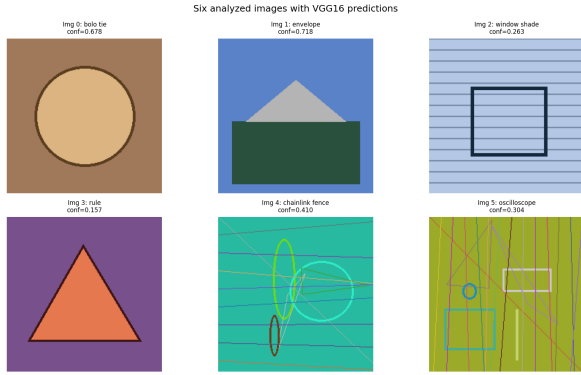 Six analyzed images with VGG16 predictions
Img 0: bolo tie
conf=0.678
Img 1: envelope
conf=0.718
Img 2: window shade
conf=0.263
Img 3: rule
conf=0.157
Img 4: chainlink fence
conf=0.410
Img 5: oscilloscope
conf=0.304